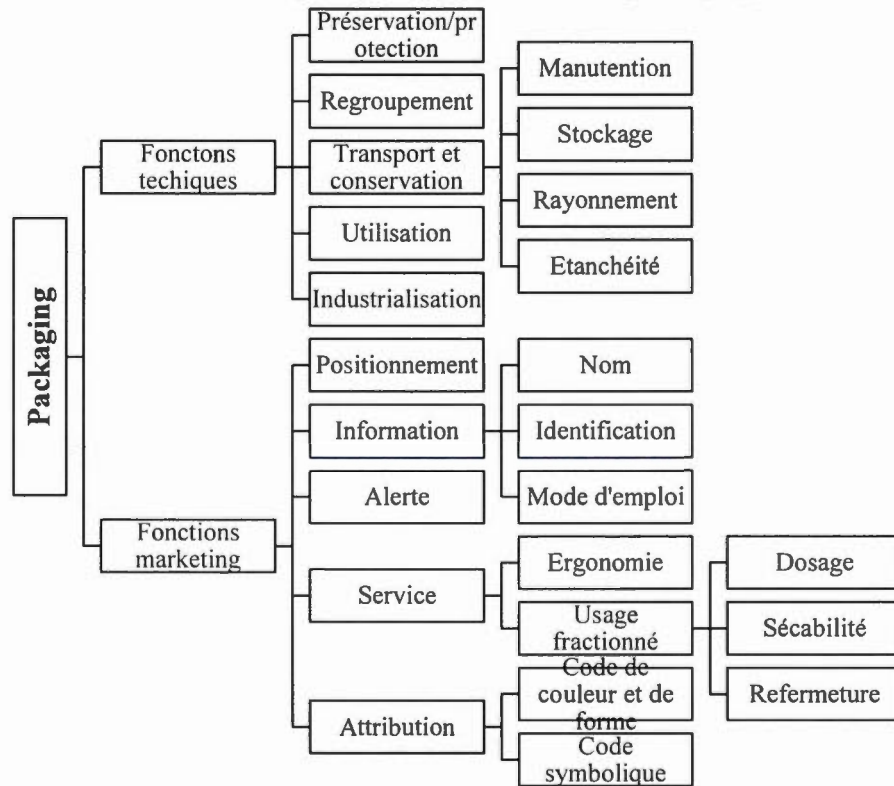 Packaging
Fonctons
techiques
Préservation/pr
otection
Regroupement
Transport et
conservation
Manutention
Stockage
Rayonnement
Etanchéité
Utilisation
Industrialisation
Fonctions
marketing
Positionnement
Information
Nom
Identification
Mode d'emploi
Alerte
Service
Ergonomie
Usage
fractionné
Dosage
Sécabilité
Refermeture
Attribution
Code de
couleur et de
forme
Code
symbolique